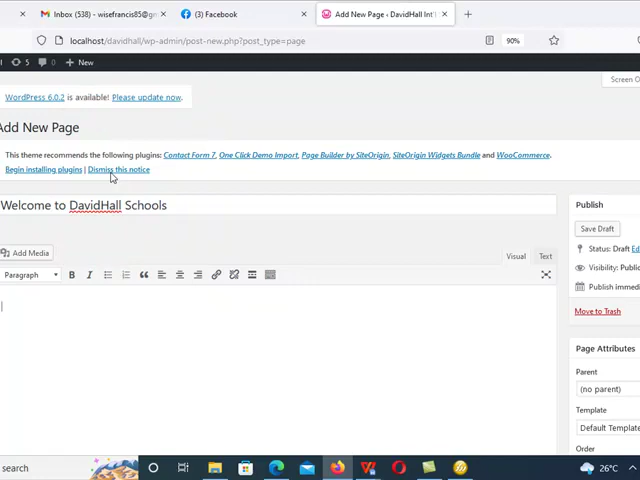 Inbox (538) - wisefrancis85@gm
(3) Facebook
Add New Page ‹ DavidHall Int'l
localhost/davidhall/wp-admin/post-new.php?post_type=page
90%
5
0
New
Screen O
WordPress 6.0.2 is available! Please update now.
Add New Page
This theme recommends the following plugins: Contact Form 7, One Click Demo Import, Page Builder by SiteOrigin, SiteOrigin Widgets Bundle and WooCommerce.
Begin installing plugins | Dismiss this notice
Welcome to DavidHall Schools
Publish
Save Draft
Status: Draft Ed
Visibility: Public
Publish immedi
Move to Trash
Add Media
Visual
Text
Paragraph
Page Attributes
Parent
(no parent)
Template
Default Template
Order
search
26°C